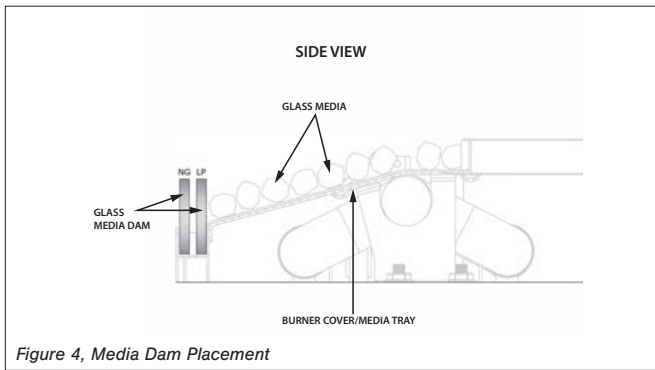 SIDE VIEW
GLASS MEDIA
NG LP
GLASS
MEDIA DAM
BURNER COVER/MEDIA TRAY
Figure 4, Media Dam Placement